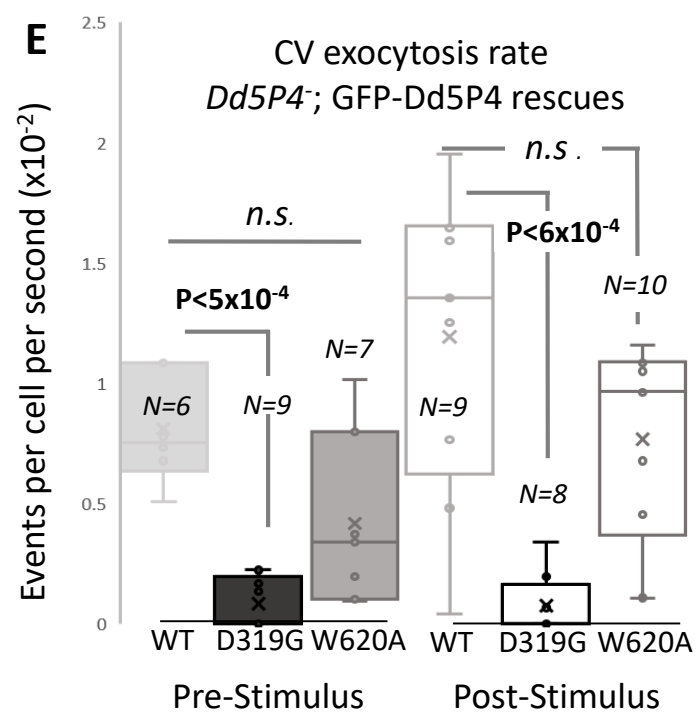 E
CV exocytosis rate
Dd5P4⁻; GFP-Dd5P4 rescues
Events per cell per second (x10⁻²)
2.5
2
1.5
1
0.5
0
n.s.
P<5x10⁻⁴
N=6
N=9
N=7
n.s .
P<6x10⁻⁴
N=10
N=9
N=8
WT D319G W620A WT D319G W620A
Pre-Stimulus Post-Stimulus